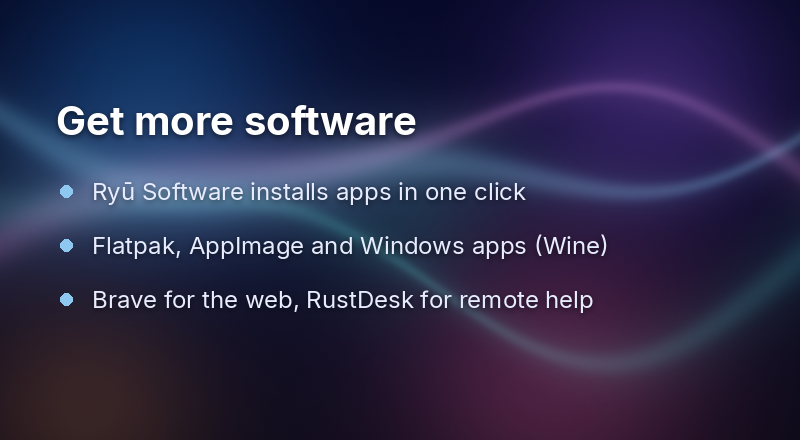 Get more software
Ryū Software installs apps in one click
Flatpak, AppImage and Windows apps (Wine)
Brave for the web, RustDesk for remote help